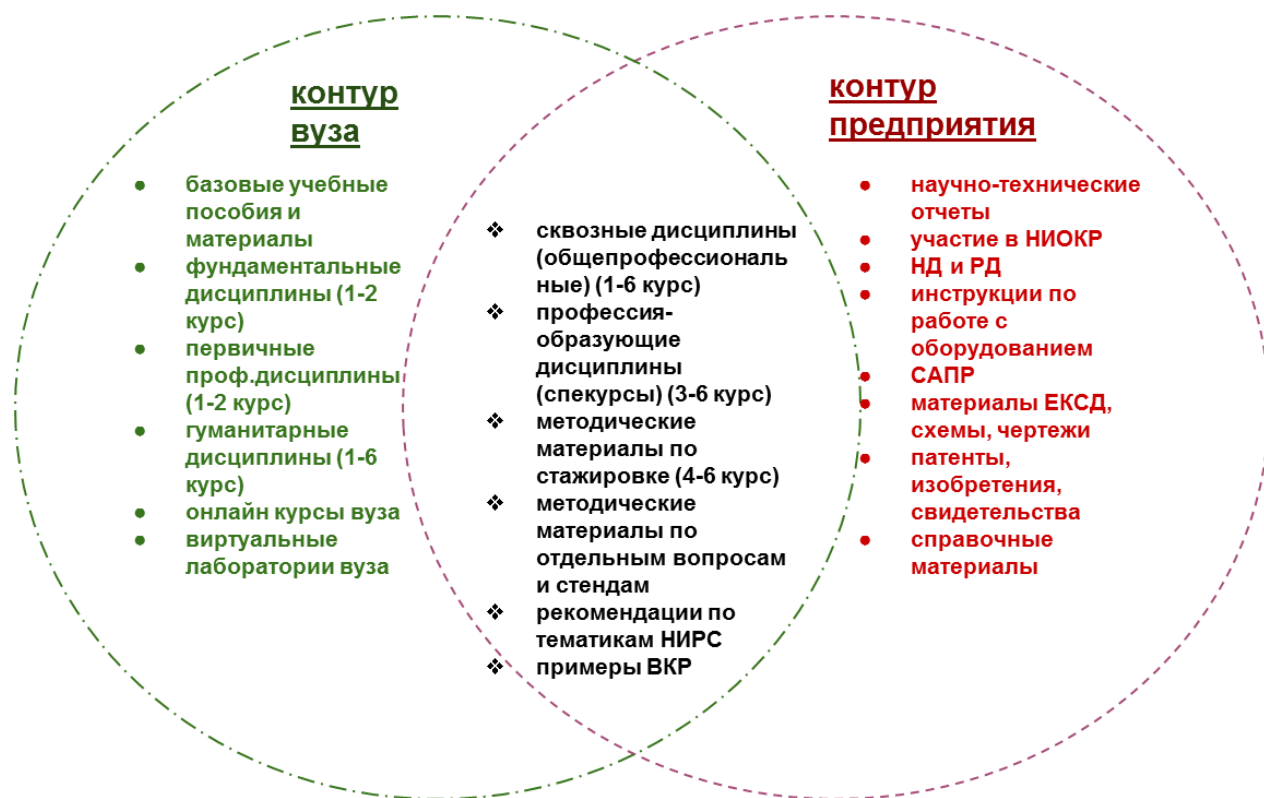 контур
вуза
● базовые учебные
пособия и
материалы
● фундаментальные
дисциплины (1-2
курс)
● первичные
проф.дисциплины
(1-2 курс)
● гуманитарные
дисциплины (1-6
курс)
● онлайн курсы вуза
● виртуальные
лаборатории вуза
❖ сквозные дисциплины
(общепрофессиональ
ные) (1-6 курс)
❖ профессия-
образующие
дисциплины
(спекурсы) (3-6 курс)
❖ методические
материалы по
стажировке (4-6 курс)
❖ методические
материалы по
отдельным вопросам
и стендам
❖ рекомендации по
тематикам НИРС
❖ примеры ВКР
контур
предприятия
● научно-технические
отчеты
● участие в НИОКР
● НД и РД
● инструкции по
работе с
оборудованием
● САПР
● материалы ЕКСД,
схемы, чертежи
● патенты,
изобретения,
свидетельства
● справочные
материалы